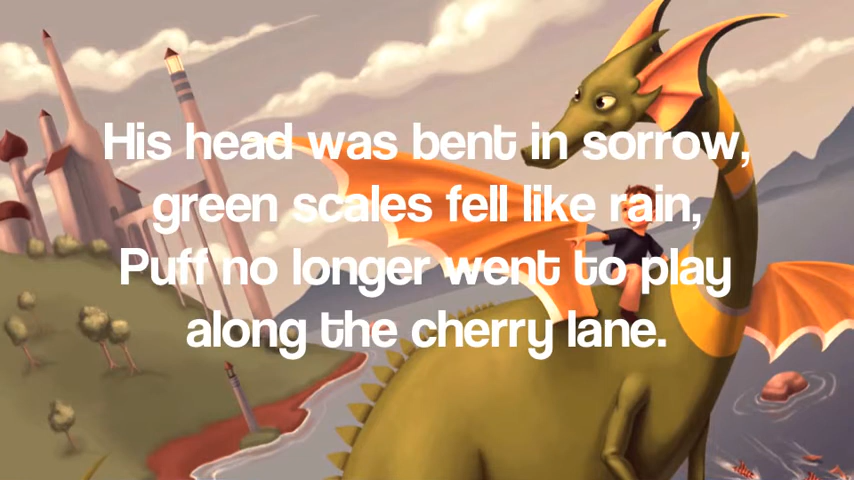 His head was bent in sorrow,
green scales fell like rain,
Puff no longer went to play
along the cherry lane.